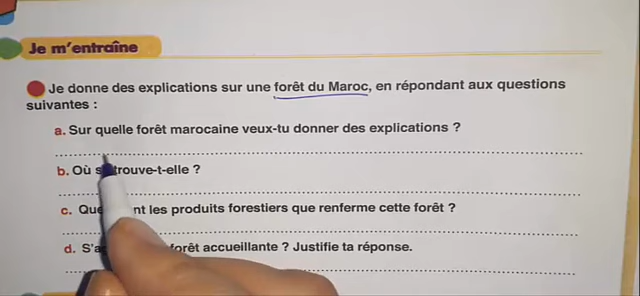 Je m'entraîne
Je donne des explications sur une forêt du Maroc, en répondant aux questions
suivantes :
a. Sur quelle forêt marocaine veux-tu donner des explications ?
b. Où trouve-t-elle ?
c. les produits forestiers que renferme cette forêt ?
d. forêt accueillante ? Justifie ta réponse.